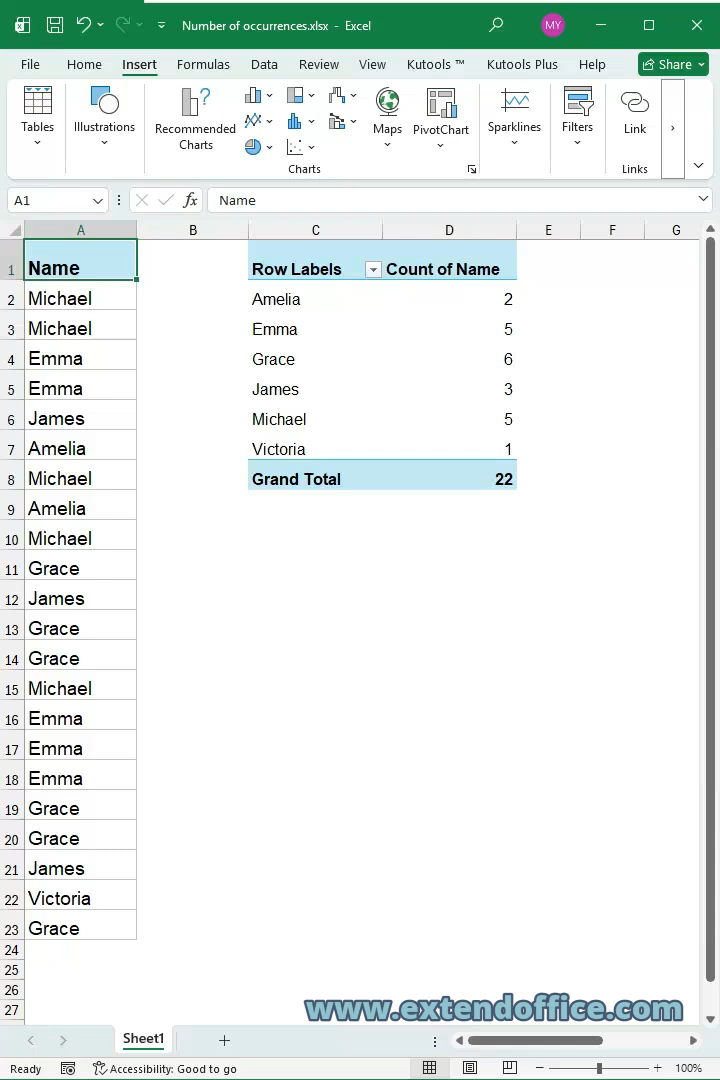 Number of occurrences.xlsx - Excel MY
File Home Insert Formulas Data Review View Kutools ™ Kutools Plus Help Share
Tables Illustrations Recommended Charts Maps PivotChart Sparklines Filters Link
Charts Links
A1 fx Name
A B C D E F G
1 Name Row Labels Count of Name
2 Michael Amelia 2
3 Michael Emma 5
4 Emma Grace 6
5 Emma James 3
6 James Michael 5
7 Amelia Victoria 1
8 Michael Grand Total 22
9 Amelia
10 Michael
11 Grace
12 James
13 Grace
14 Grace
15 Michael
16 Emma
17 Emma
18 Emma
19 Grace
20 Grace
21 James
22 Victoria
23 Grace
24
25
26
27
www.extendoffice.com
Sheet1
Ready Accessibility: Good to go 100%